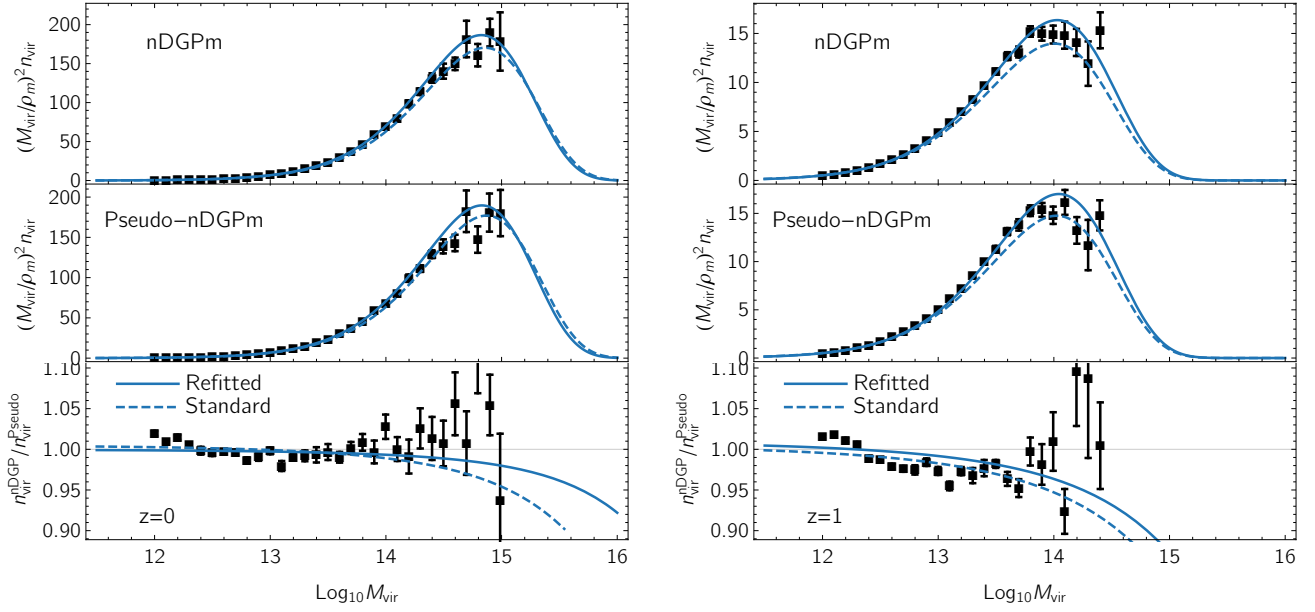 nDGPm
(M_vir/ρ_m)² n_vir
200
150
100
50
0
Pseudo−nDGPm
(M_vir/ρ_m)² n_vir
200
150
100
50
0
Refitted
Standard
n_vir^nDGP / n_vir^Pseudo
1.10
1.05
1.00
0.95
0.90
z=0
12 13 14 15 16
Log₁₀ M_vir
nDGPm
(M_vir/ρ_m)² n_vir
15
10
5
0
Pseudo−nDGPm
(M_vir/ρ_m)² n_vir
15
10
5
0
Refitted
Standard
n_vir^nDGP / n_vir^Pseudo
1.10
1.05
1.00
0.95
0.90
z=1
12 13 14 15 16
Log₁₀ M_vir